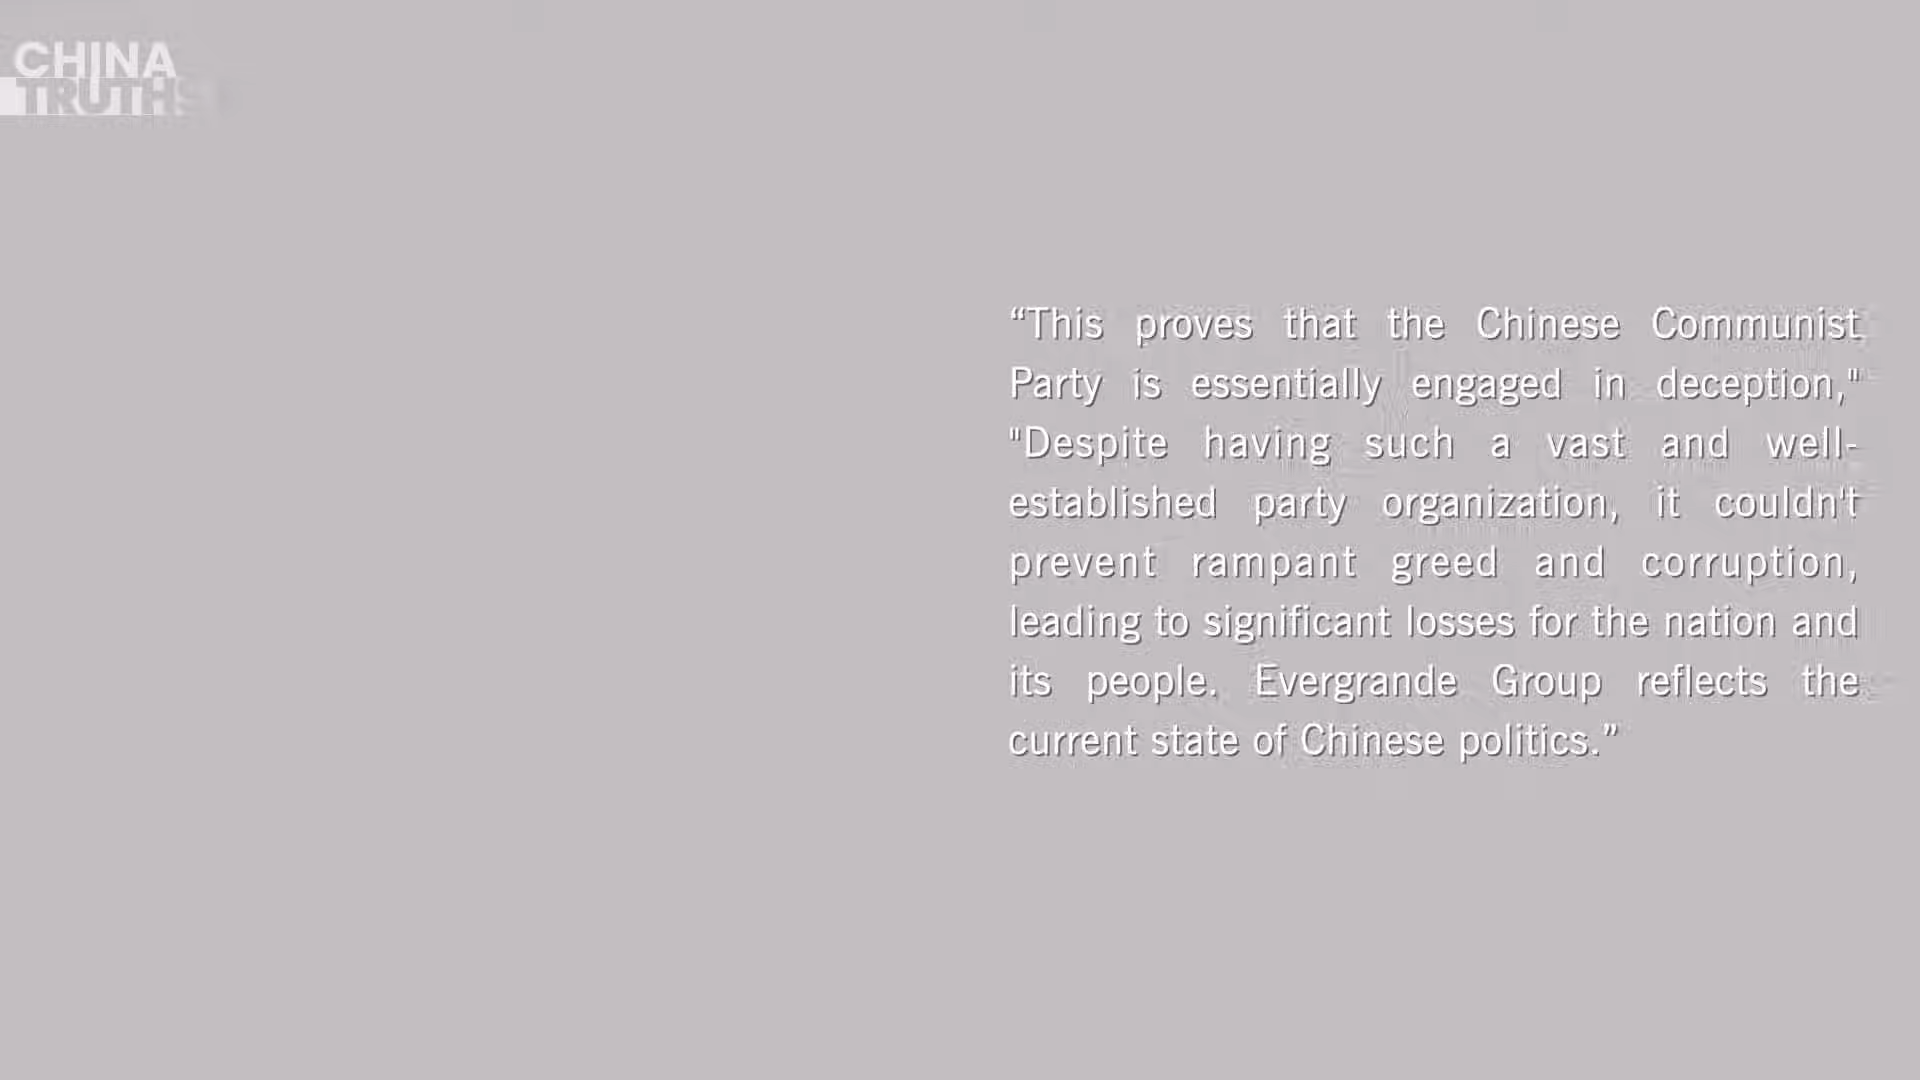 CHINA
TRUTHS
“This proves that the Chinese Communist
Party is essentially engaged in deception,"
"Despite having such a vast and well-
established party organization, it couldn't
prevent rampant greed and corruption,
leading to significant losses for the nation and
its people. Evergrande Group reflects the
current state of Chinese politics.”